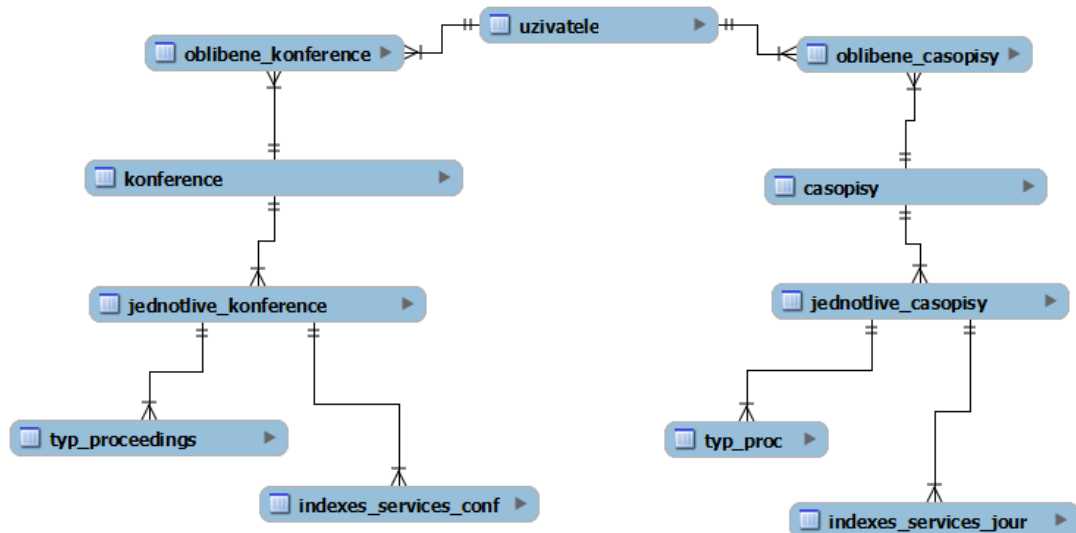 uzivatele
oblibene_konference
oblibene_casopisy
konference
casopisy
jednotlive_konference
jednotlive_casopisy
typ_proceedings
typ_proc
indexes_services_conf
indexes_services_jour